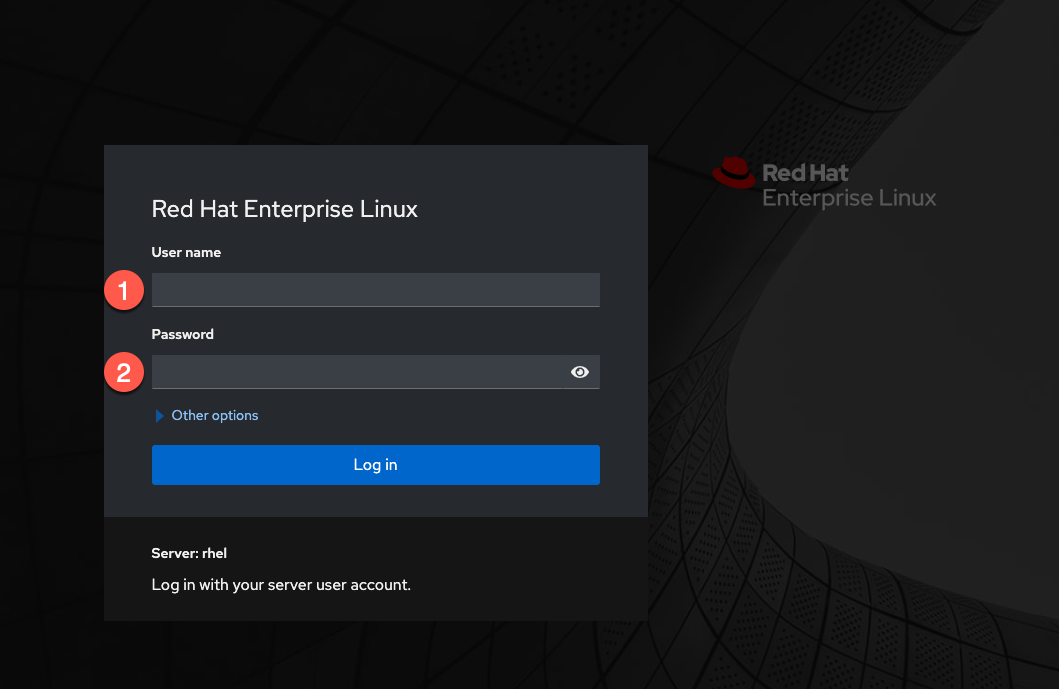 Red Hat
Enterprise Linux
Red Hat Enterprise Linux
User name
1
Password
2
Other options
Log in
Server: rhel
Log in with your server user account.